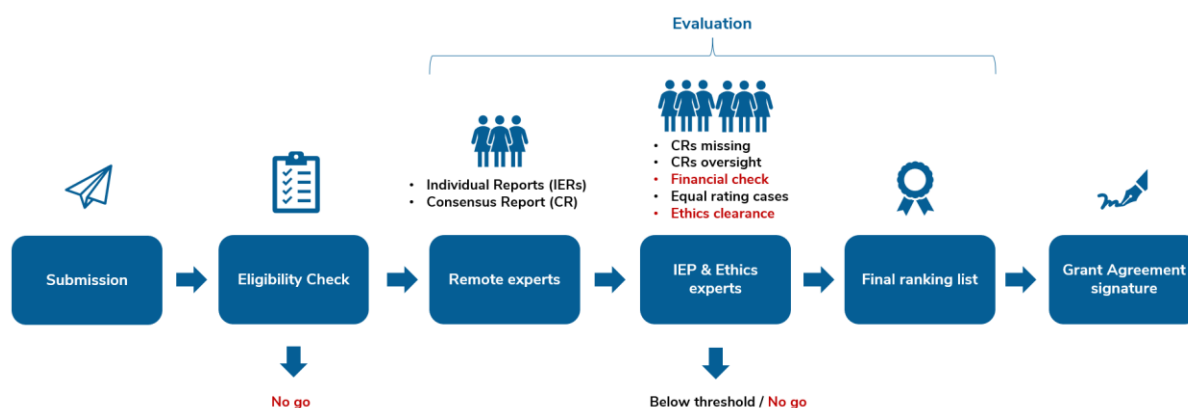 Evaluation
• Individual Reports (IERs)
• Consensus Report (CR)
• CRs missing
• CRs oversight
• Financial check
• Equal rating cases
• Ethics clearance
Submission
Eligibility Check
Remote experts
IEP & Ethics
experts
Final ranking list
Grant Agreement
signature
No go
Below threshold / No go